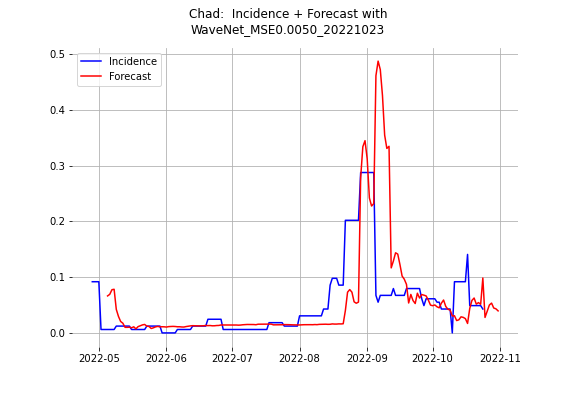 Chad:  Incidence + Forecast with
WaveNet_MSE0.0050_20221023
Incidence
Forecast
0.5
0.4
0.3
0.2
0.1
0.0
2022-05 2022-06 2022-07 2022-08 2022-09 2022-10 2022-11